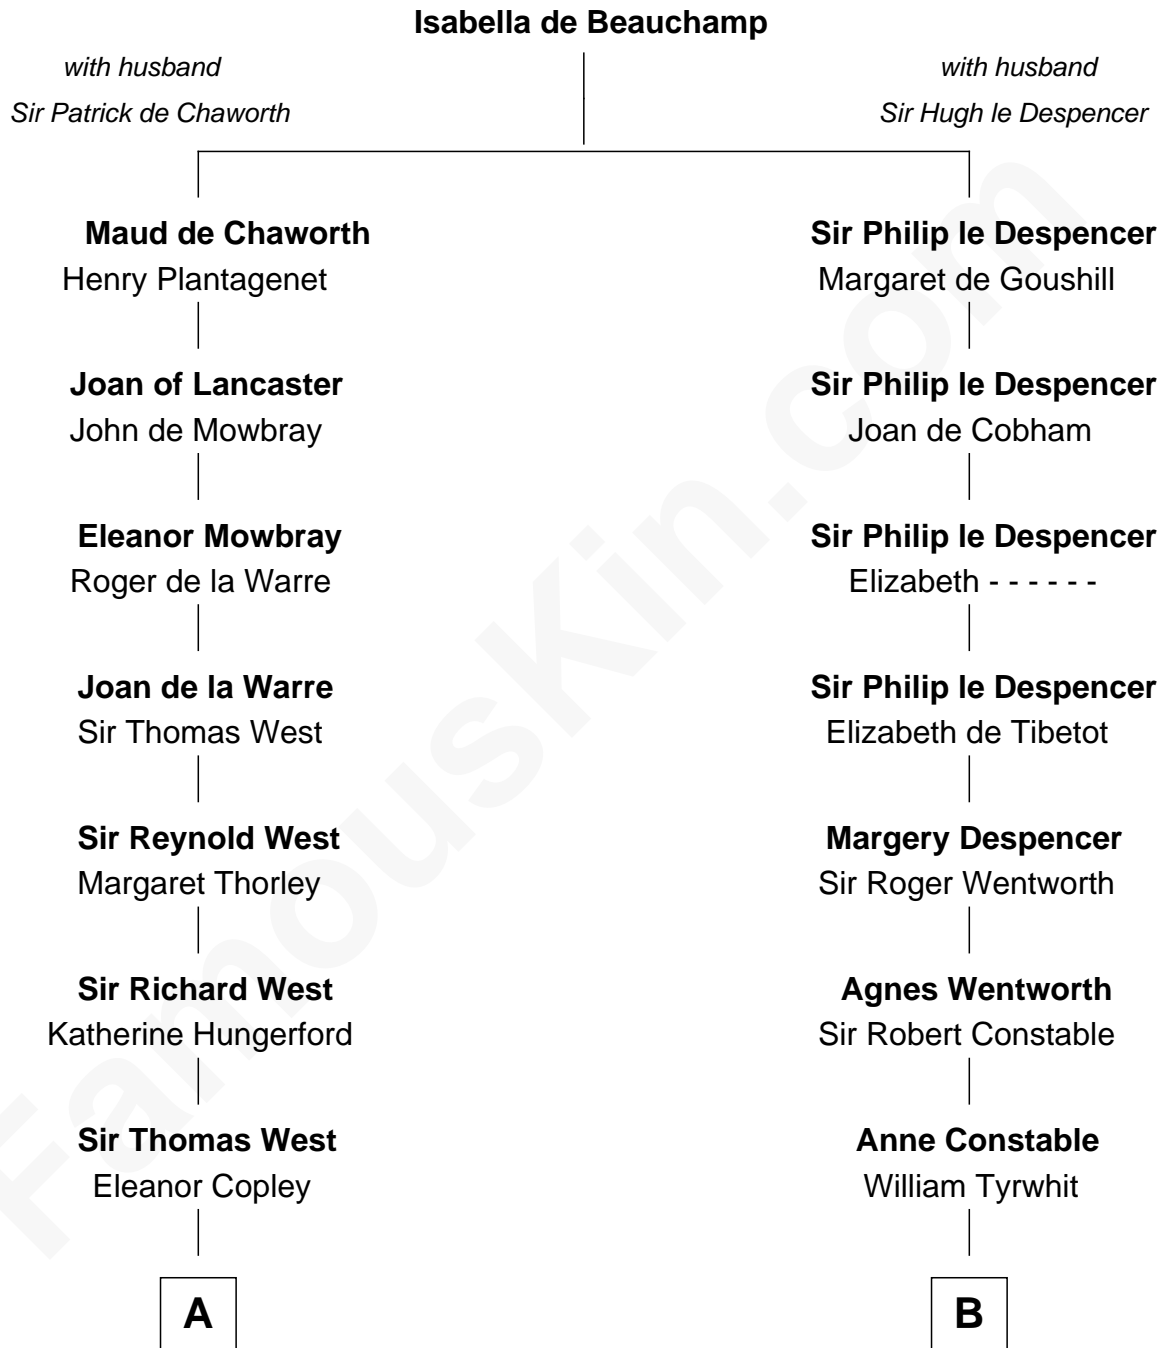 Isabella de Beauchamp
with husband
Sir Patrick de Chaworth
with husband
Sir Hugh le Despencer
Maud de Chaworth
Henry Plantagenet
Sir Philip le Despencer
Margaret de Goushill
Joan of Lancaster
John de Mowbray
Sir Philip le Despencer
Joan de Cobham
Eleanor Mowbray
Roger de la Warre
Sir Philip le Despencer
Elizabeth - - - - - -
Joan de la Warre
Sir Thomas West
Sir Philip le Despencer
Elizabeth de Tibetot
Sir Reynold West
Margaret Thorley
Margery Despencer
Sir Roger Wentworth
Sir Richard West
Katherine Hungerford
Agnes Wentworth
Sir Robert Constable
Sir Thomas West
Eleanor Copley
Anne Constable
William Tyrwhit
A
B
FamousKin.com